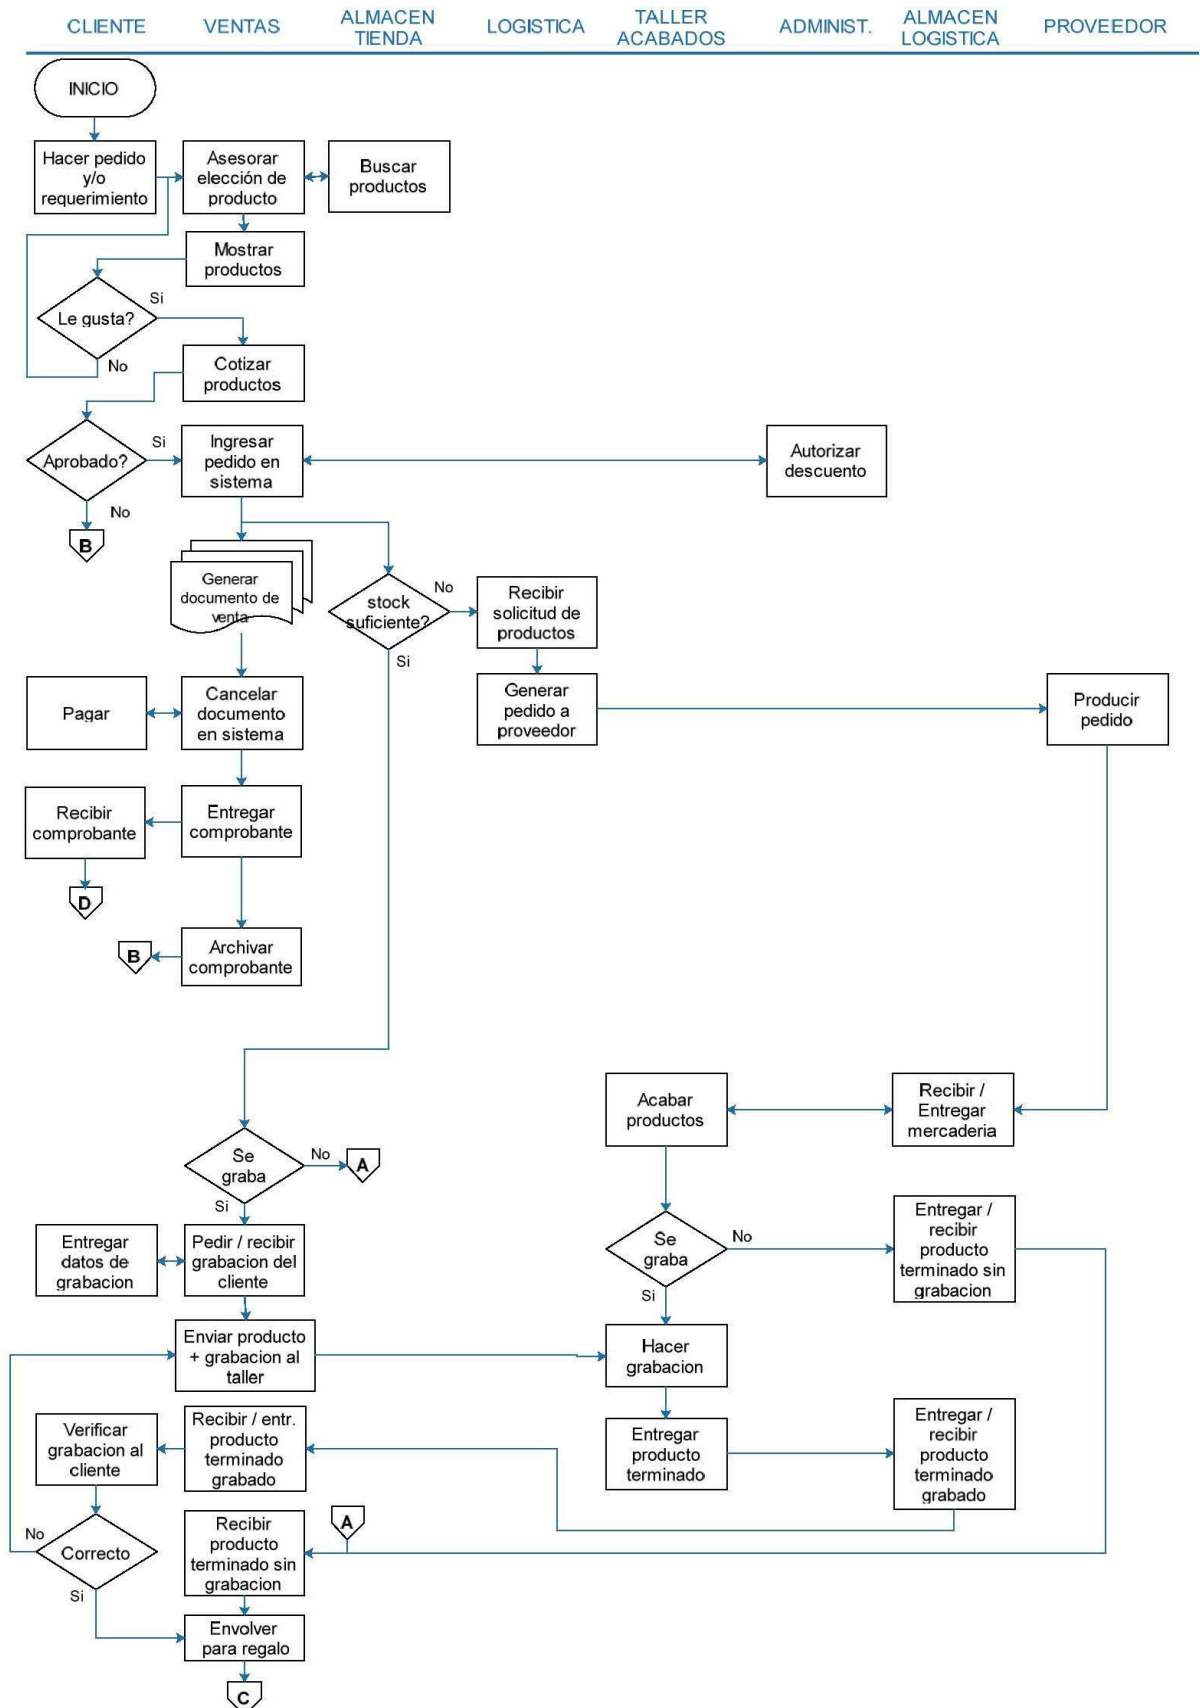 CLIENTE
VENTAS
ALMACEN
TIENDA
LOGISTICA
TALLER
ACABADOS
ADMINIST.
ALMACEN
LOGISTICA
PROVEEDOR
INICIO
Hacer pedido
y/o
requerimiento
Asesorar
elección de
producto
Buscar
productos
Mostrar
productos
Le gusta?
Si
No
Cotizar
productos
Aprobado?
Si
No
B
Ingresar
pedido en
sistema
Autorizar
descuento
Generar
documento de
venta
stock
suficiente?
No
Si
Recibir
solicitud de
productos
Pagar
Cancelar
documento
en sistema
Generar
pedido a
proveedor
Producir
pedido
Recibir
comprobante
D
Entregar
comprobante
B
Archivar
comprobante
Acabar
productos
Recibir /
Entregar
mercaderia
Se
graba
No
A
Si
Entregar
datos de
grabacion
Pedir / recibir
grabacion del
cliente
Se
graba
No
Si
Entregar /
recibir
producto
terminado sin
grabacion
Enviar producto
+ grabacion al
taller
Hacer
grabacion
Verificar
grabacion al
cliente
Recibir / entr.
producto
terminado
grabado
Entregar
producto
terminado
Entregar /
recibir
producto
terminado
grabado
No
Correcto
Si
Recibir
producto
terminado sin
grabacion
A
Envolver
para regalo
C